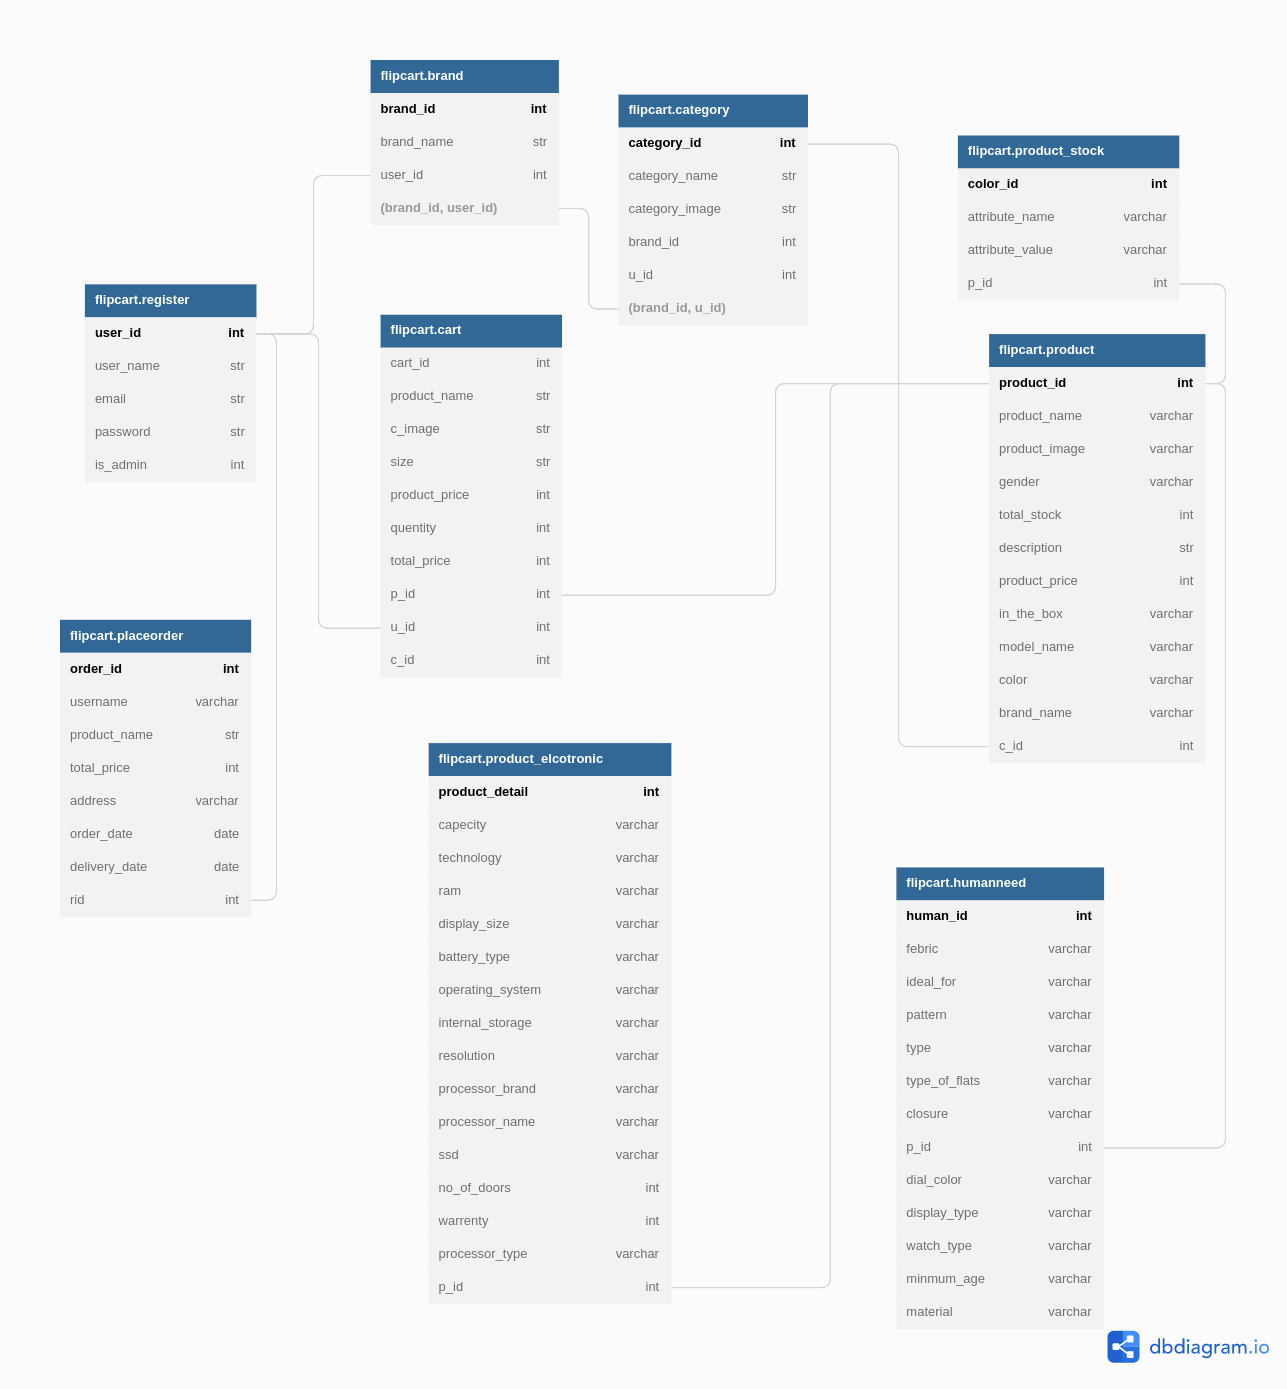 flipcart.brand
brand_id int
brand_name str
user_id int
(brand_id, user_id)
flipcart.category
category_id int
category_name str
category_image str
brand_id int
u_id int
(brand_id, u_id)
flipcart.product_stock
color_id int
attribute_name varchar
attribute_value varchar
p_id int
flipcart.register
user_id int
user_name str
email str
password str
is_admin int
flipcart.cart
cart_id int
product_name str
c_image str
size str
product_price int
quentity int
total_price int
p_id int
u_id int
c_id int
flipcart.product
product_id int
product_name varchar
product_image varchar
gender varchar
total_stock int
description str
product_price int
in_the_box varchar
model_name varchar
color varchar
brand_name varchar
c_id int
flipcart.placeorder
order_id int
username varchar
product_name str
total_price int
address varchar
order_date date
delivery_date date
rid int
flipcart.product_elcotronic
product_detail int
capecity varchar
technology varchar
ram varchar
display_size varchar
battery_type varchar
operating_system varchar
internal_storage varchar
resolution varchar
processor_brand varchar
processor_name varchar
ssd varchar
no_of_doors int
warrenty int
processor_type varchar
p_id int
flipcart.humanneed
human_id int
febric varchar
ideal_for varchar
pattern varchar
type varchar
type_of_flats varchar
closure varchar
p_id int
dial_color varchar
display_type varchar
watch_type varchar
minmum_age varchar
material varchar
dbdiagram.io